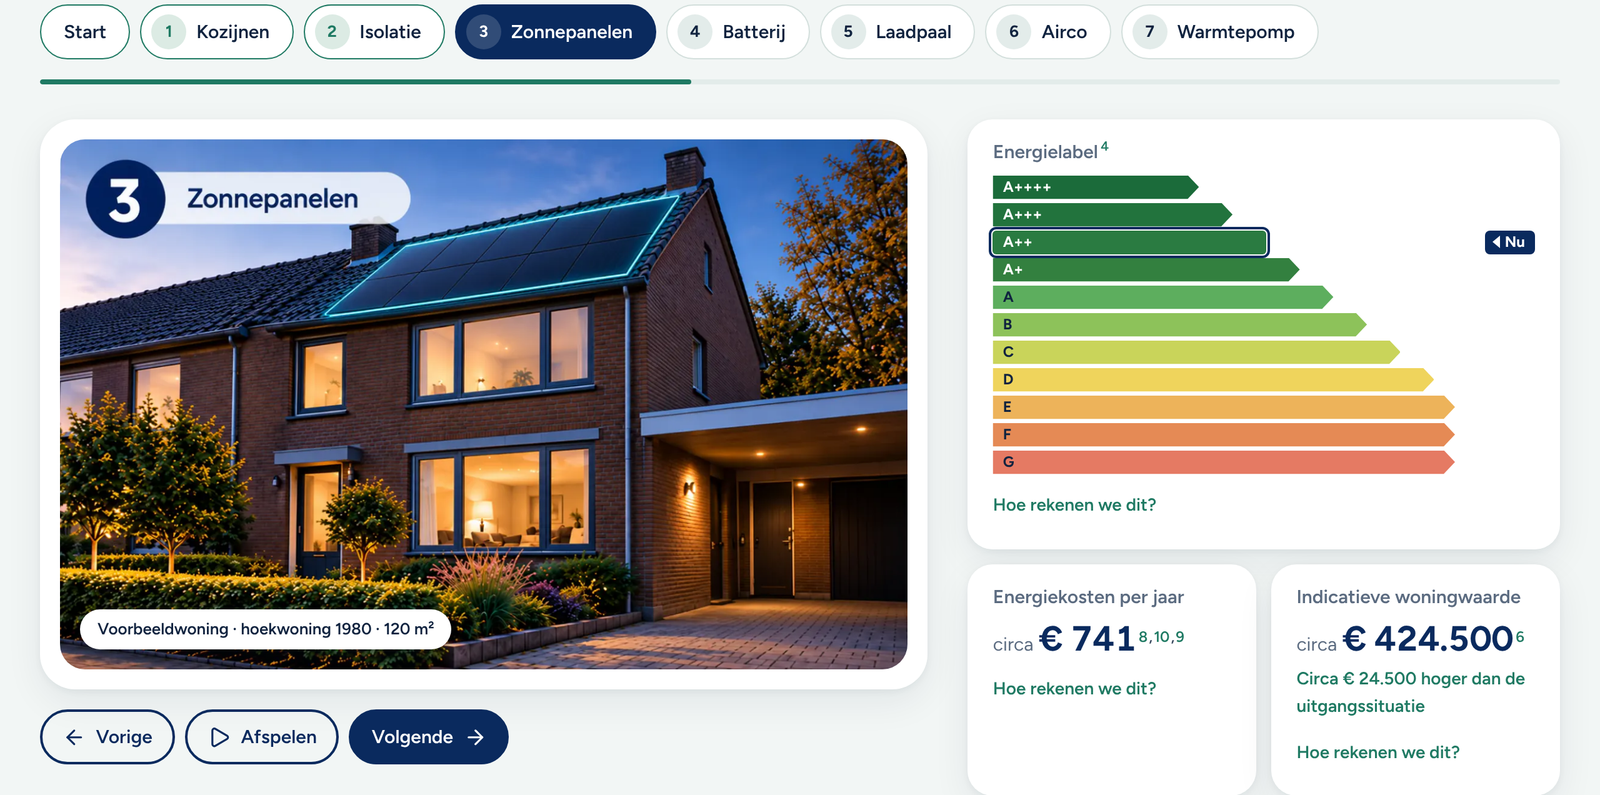 Start
1 Kozijnen
2 Isolatie
3 Zonnepanelen
4 Batterij
5 Laadpaal
6 Airco
7 Warmtepomp
3 Zonnepanelen
Voorbeeldwoning · hoekwoning 1980 · 120 m²
Vorige
Afspelen
Volgende
Energielabel 4
A++++
A+++
A++
Nu
A+
A
B
C
D
E
F
G
Hoe rekenen we dit?
Energiekosten per jaar
circa € 741 8,10,9
Hoe rekenen we dit?
Indicatieve woningwaarde
circa € 424.500 6
Circa € 24.500 hoger dan de
uitgangssituatie
Hoe rekenen we dit?